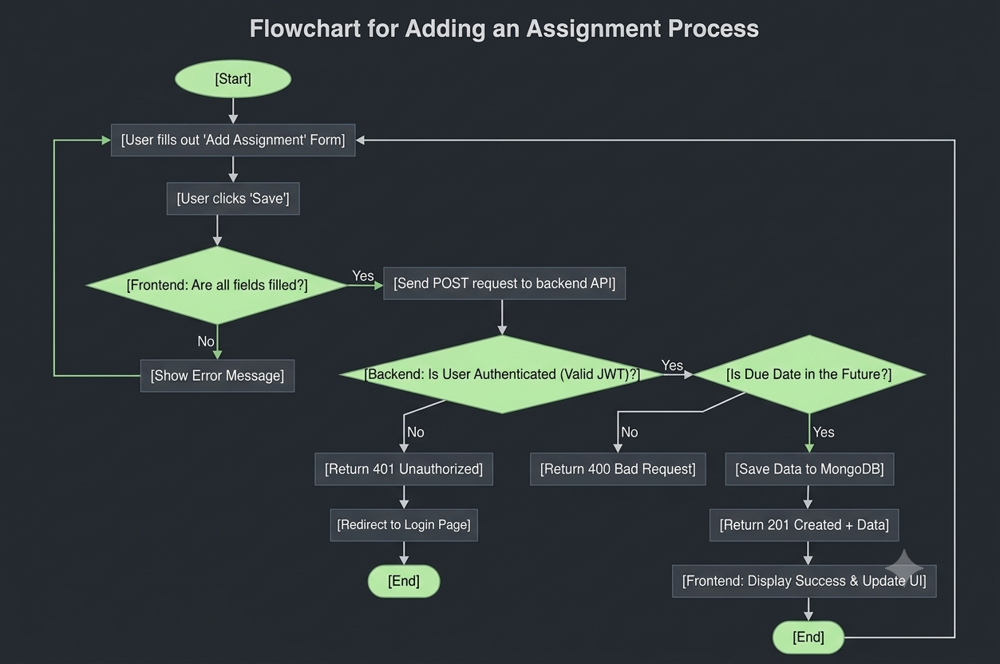 Flowchart for Adding an Assignment Process
[Start]
[User fills out 'Add Assignment' Form]
[User clicks 'Save']
[Frontend: Are all fields filled?]
Yes
[Send POST request to backend API]
No
[Show Error Message]
[Backend: Is User Authenticated (Valid JWT)?]
Yes
[Is Due Date in the Future?]
No
No
Yes
[Return 401 Unauthorized]
[Return 400 Bad Request]
[Save Data to MongoDB]
[Redirect to Login Page]
[Return 201 Created + Data]
[End]
[Frontend: Display Success & Update UI]
[End]